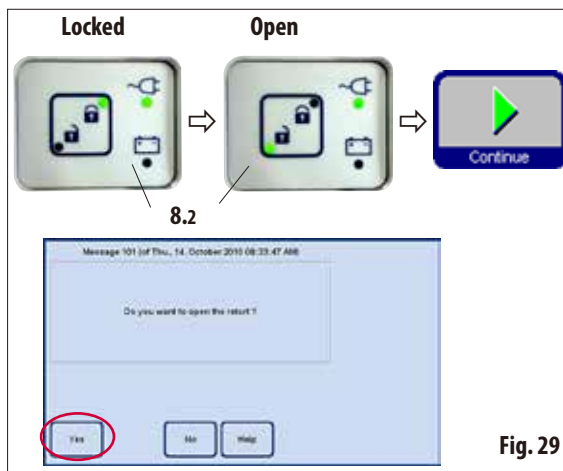 Locked Open
Continue
8.2
Message 101 (of Thu., 14. October 2010 08:33:47 AM)
Do you want to open the retort ?
Yes No Help
Fig. 29